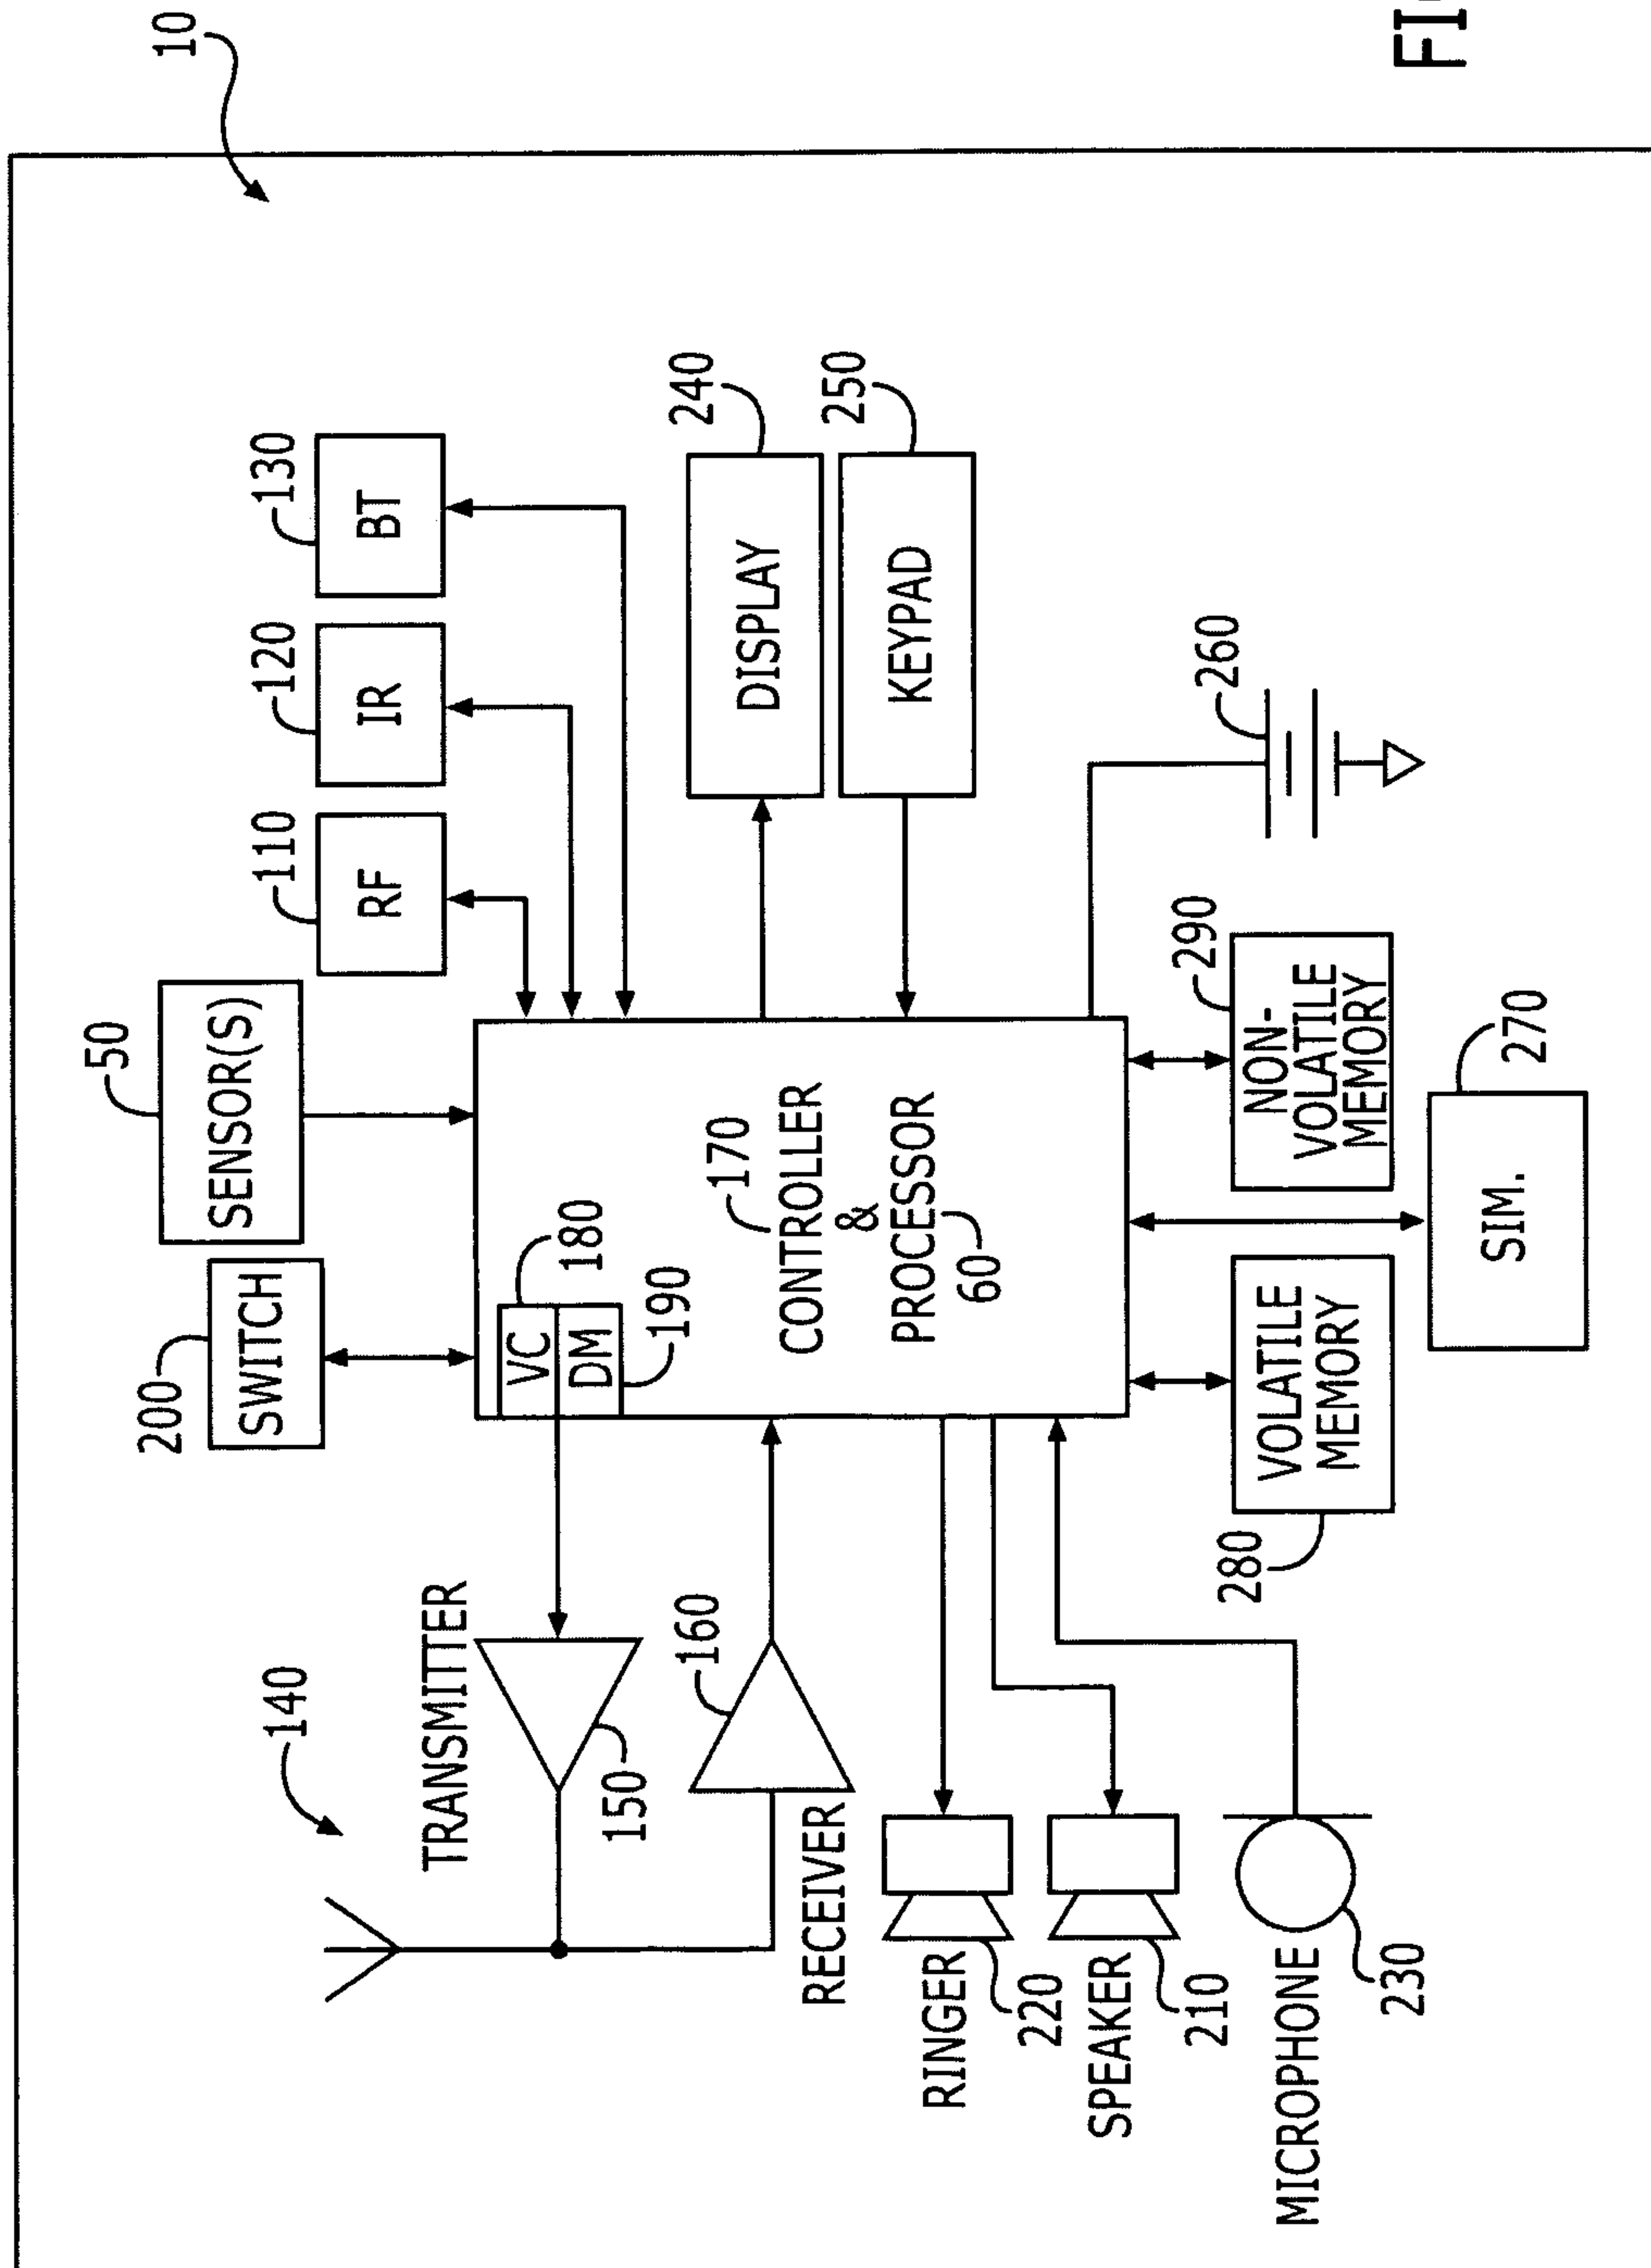 10
FI
50
SENSOR(S)
200
SWITCH
110
RF
120
IR
130
BT
140
TRANSMITTER
150
160
RECEIVER
VC
180
DM
190
170
CONTROLLER
&
PROCESSOR
60
240
DISPLAY
250
KEYPAD
260
RINGER
220
SPEAKER
210
MICROPHONE
230
280
VOLATILE
MEMORY
290
NON-
VOLATILE
MEMORY
270
SIM.